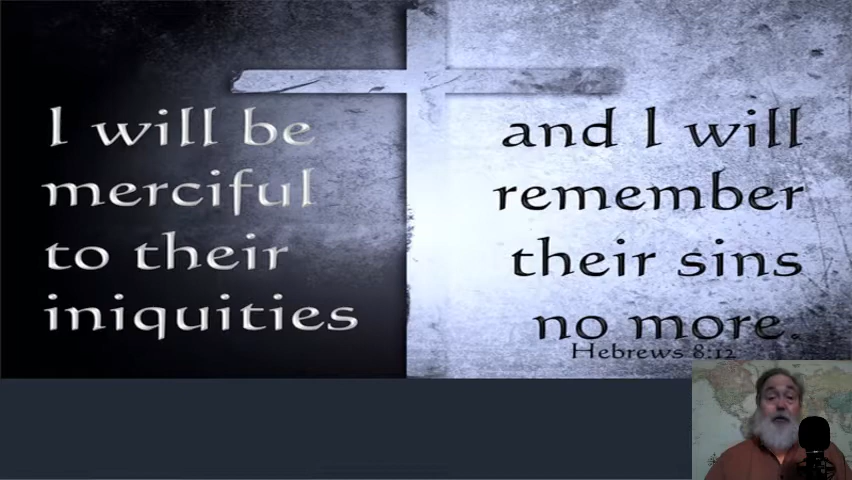 I will be
merciful
to their
iniquities
and I will
remember
their sins
no more.
Hebrews 8:12